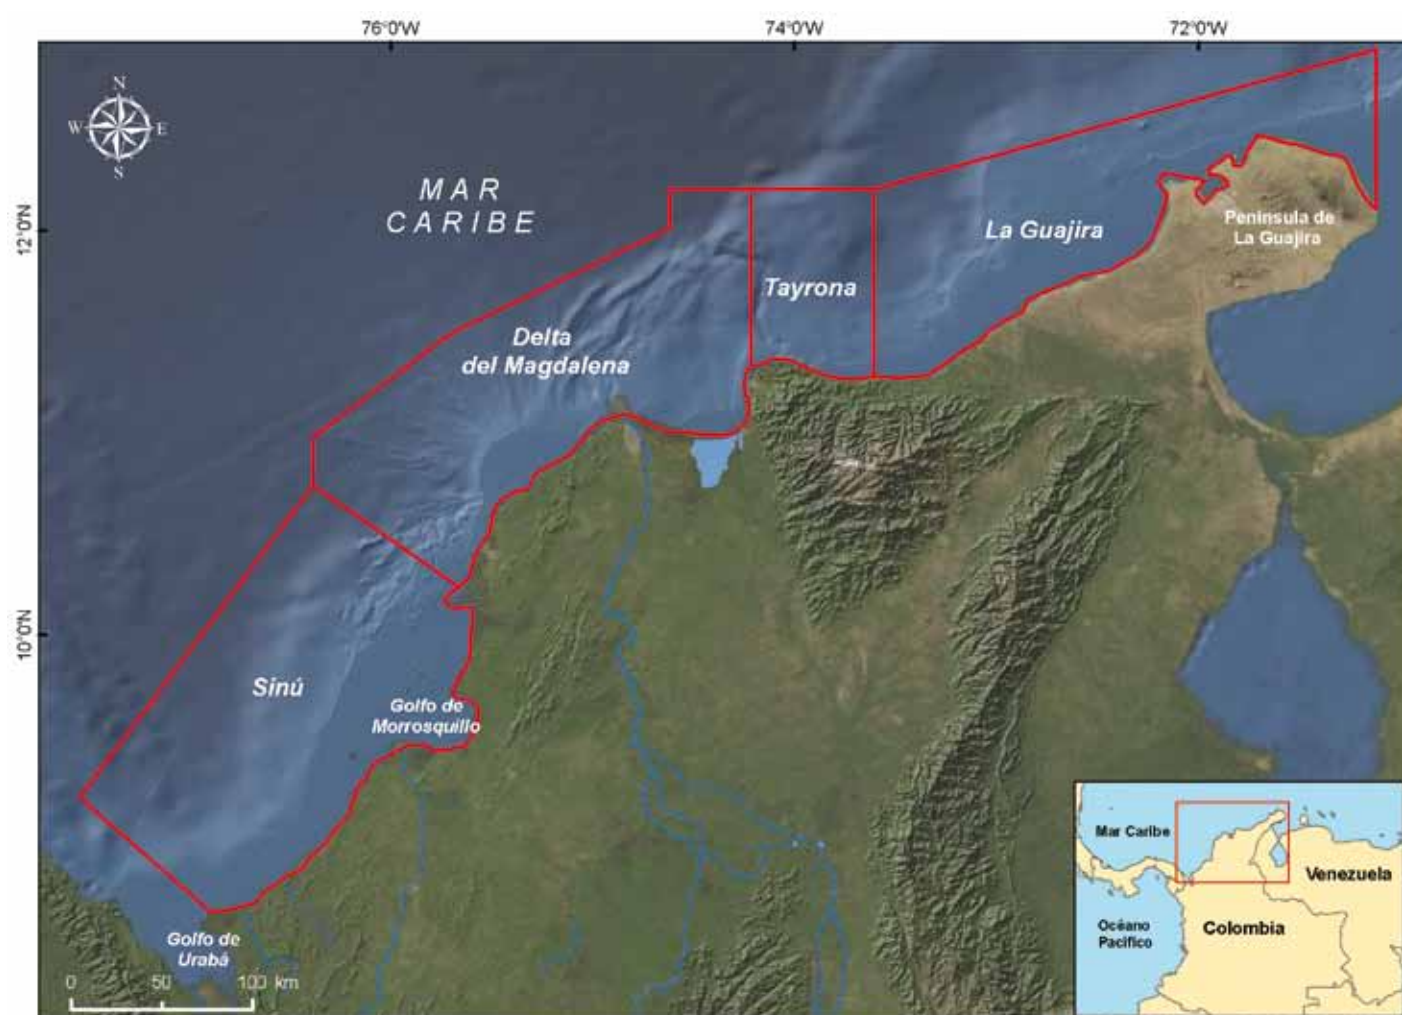 76°0'W
74°0'W
72°0'W
N
W
E
S
MAR
CARIBE
12°0'N
La Guajira
Peninsula de
La Guajira
Tayrona
Delta
del Magdalena
10°0'N
Sinú
Golfo de
Morrosquillo
Golfo de
Urabá
0 50 100 km
Mar Caribe
Venezuela
Océano
Pacífico
Colombia